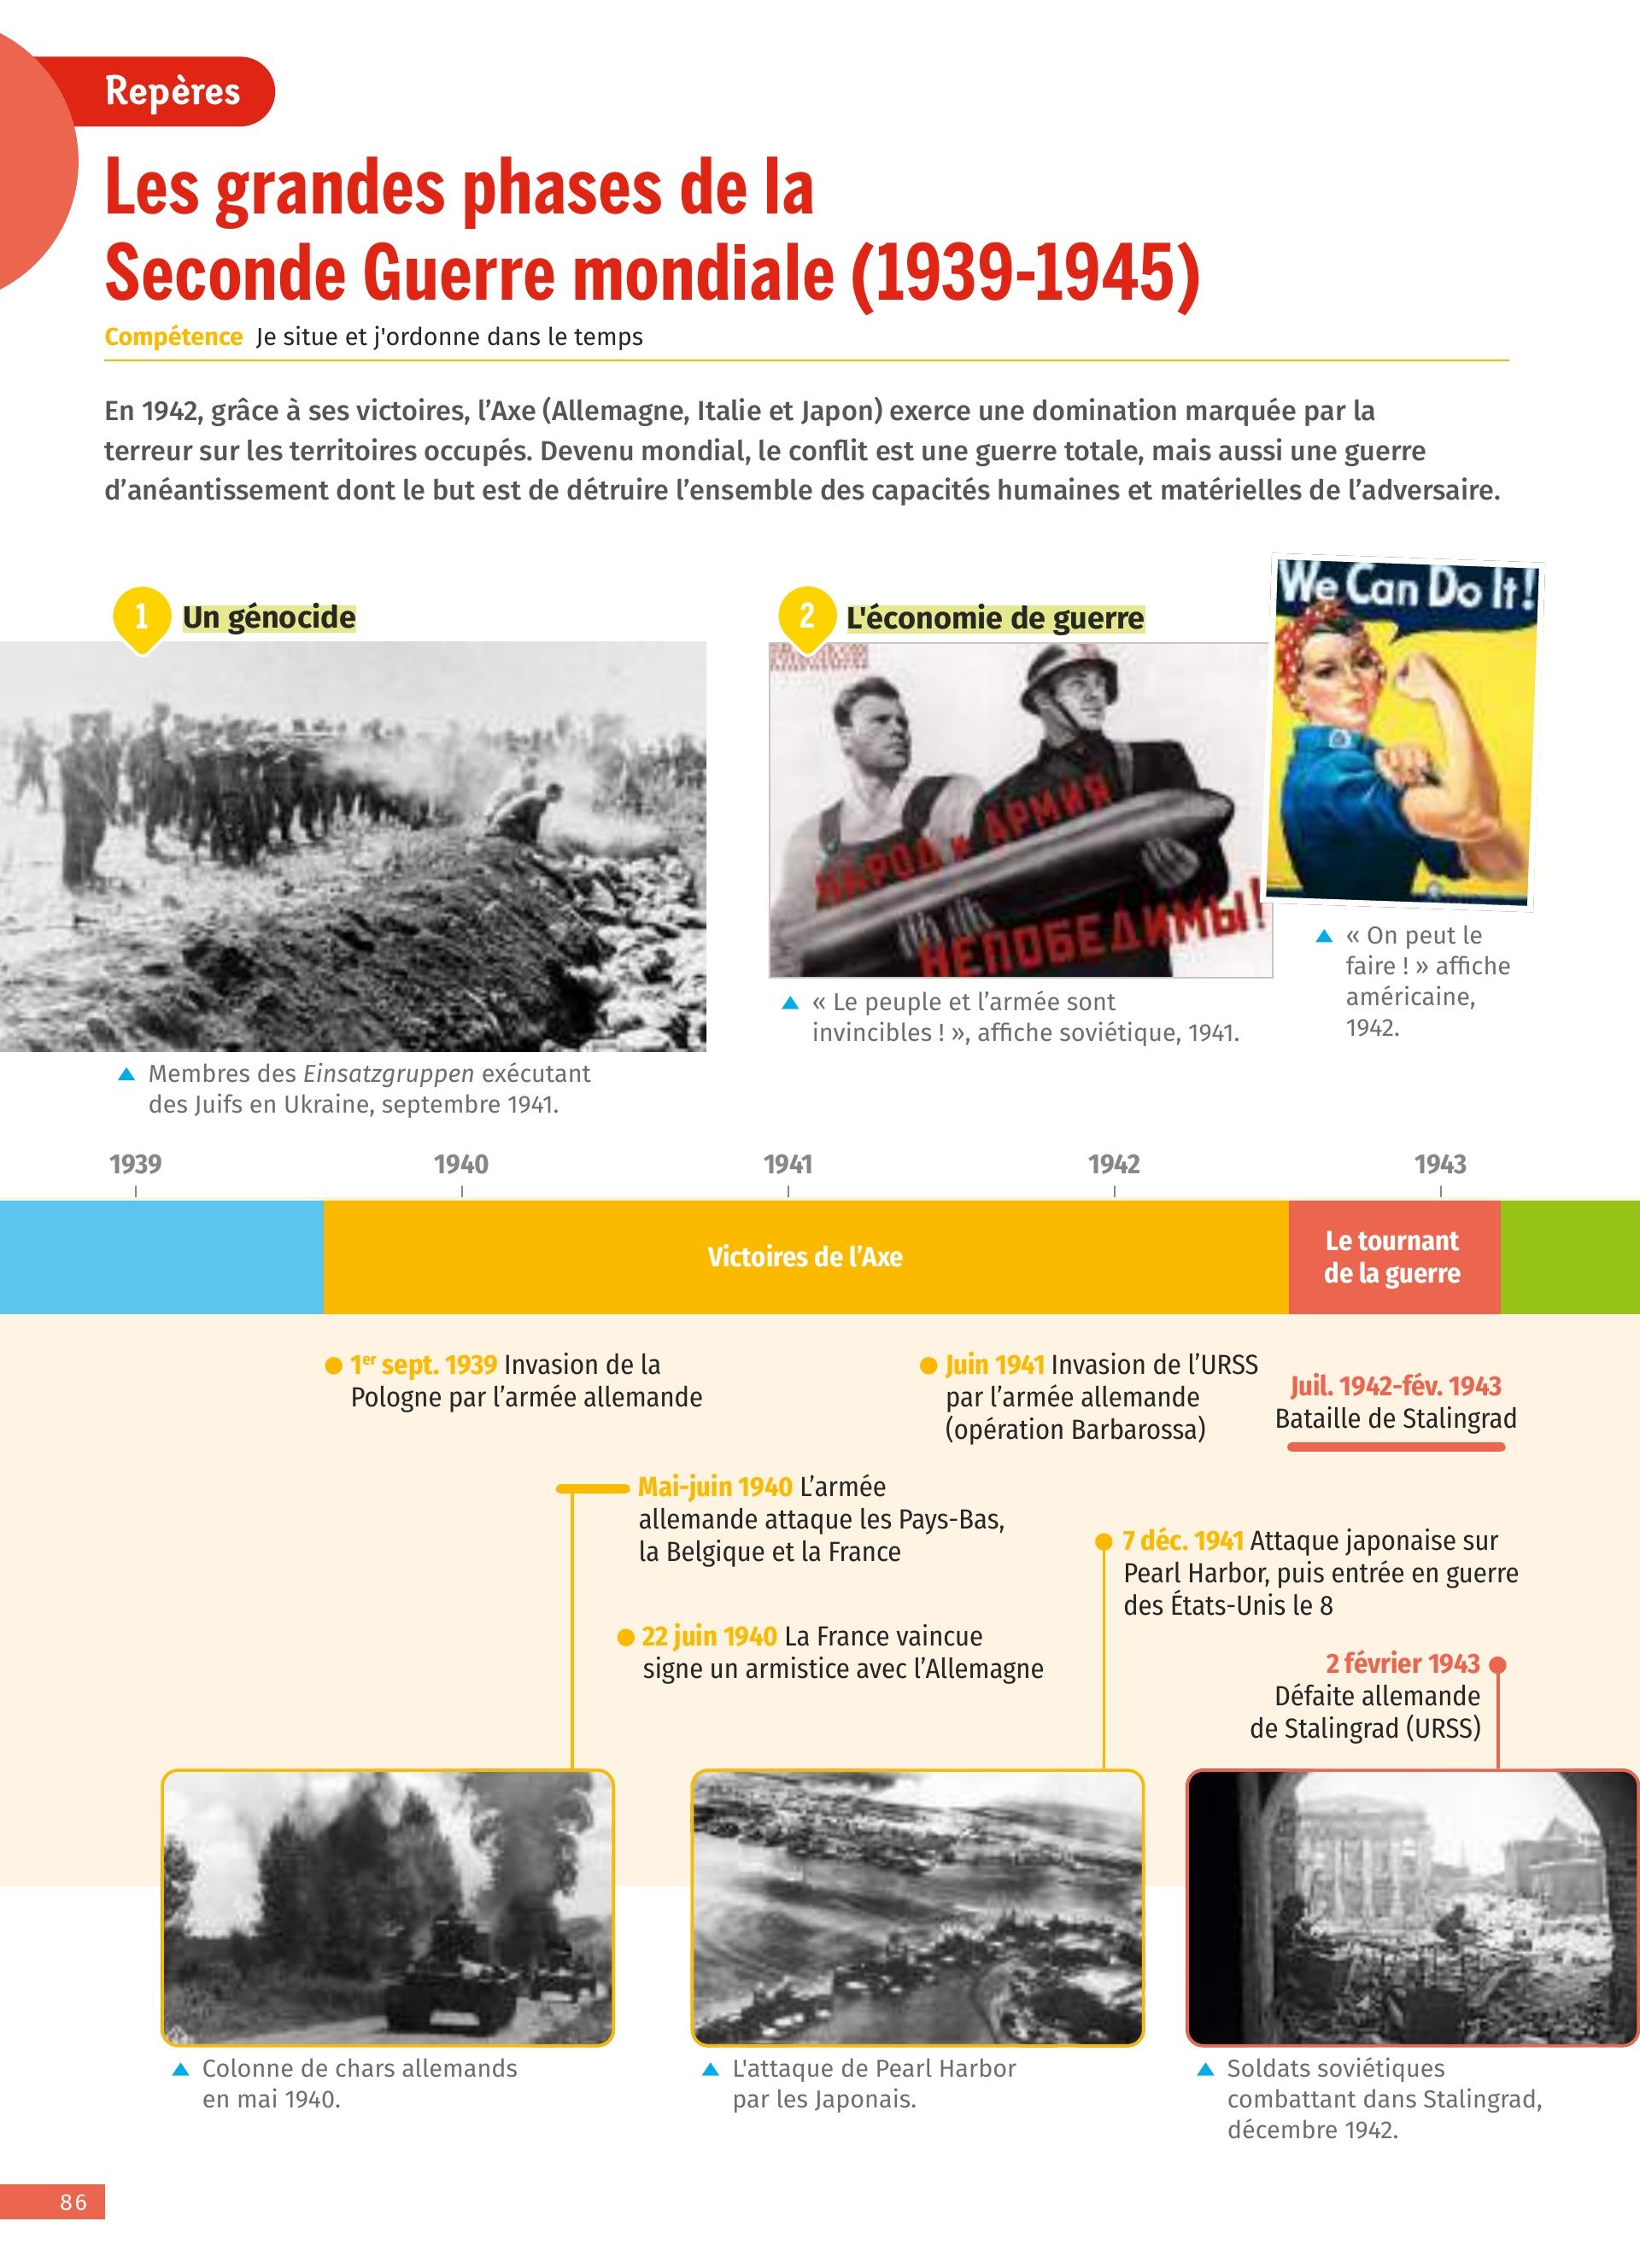 Repères
Les grandes phases de la
Seconde Guerre mondiale (1939-1945)
Compétence Je situe et j'ordonne dans le temps
En 1942, grâce à ses victoires, l’Axe (Allemagne, Italie et Japon) exerce une domination marquée par la
terreur sur les territoires occupés. Devenu mondial, le conflit est une guerre totale, mais aussi une guerre
d’anéantissement dont le but est de détruire l’ensemble des capacités humaines et matérielles de l’adversaire.
1 Un génocide
Membres des Einsatzgruppen exécutant
des Juifs en Ukraine, septembre 1941.
2 L'économie de guerre
НАРОД и АРМИЯ
НЕПОБЕДИМЫ!
« Le peuple et l’armée sont
invincibles ! », affiche soviétique, 1941.
We Can Do It!
« On peut le
faire ! » affiche
américaine,
1942.
1939 1940 1941 1942 1943
Victoires de l’Axe
Le tournant
de la guerre
1er sept. 1939 Invasion de la
Pologne par l’armée allemande
Juin 1941 Invasion de l’URSS
par l’armée allemande
(opération Barbarossa)
Juil. 1942-fév. 1943
Bataille de Stalingrad
Mai-juin 1940 L’armée
allemande attaque les Pays-Bas,
la Belgique et la France
7 déc. 1941 Attaque japonaise sur
Pearl Harbor, puis entrée en guerre
des États-Unis le 8
22 juin 1940 La France vaincue
signe un armistice avec l’Allemagne
2 février 1943
Défaite allemande
de Stalingrad (URSS)
Colonne de chars allemands
en mai 1940.
L'attaque de Pearl Harbor
par les Japonais.
Soldats soviétiques
combattant dans Stalingrad,
décembre 1942.
86